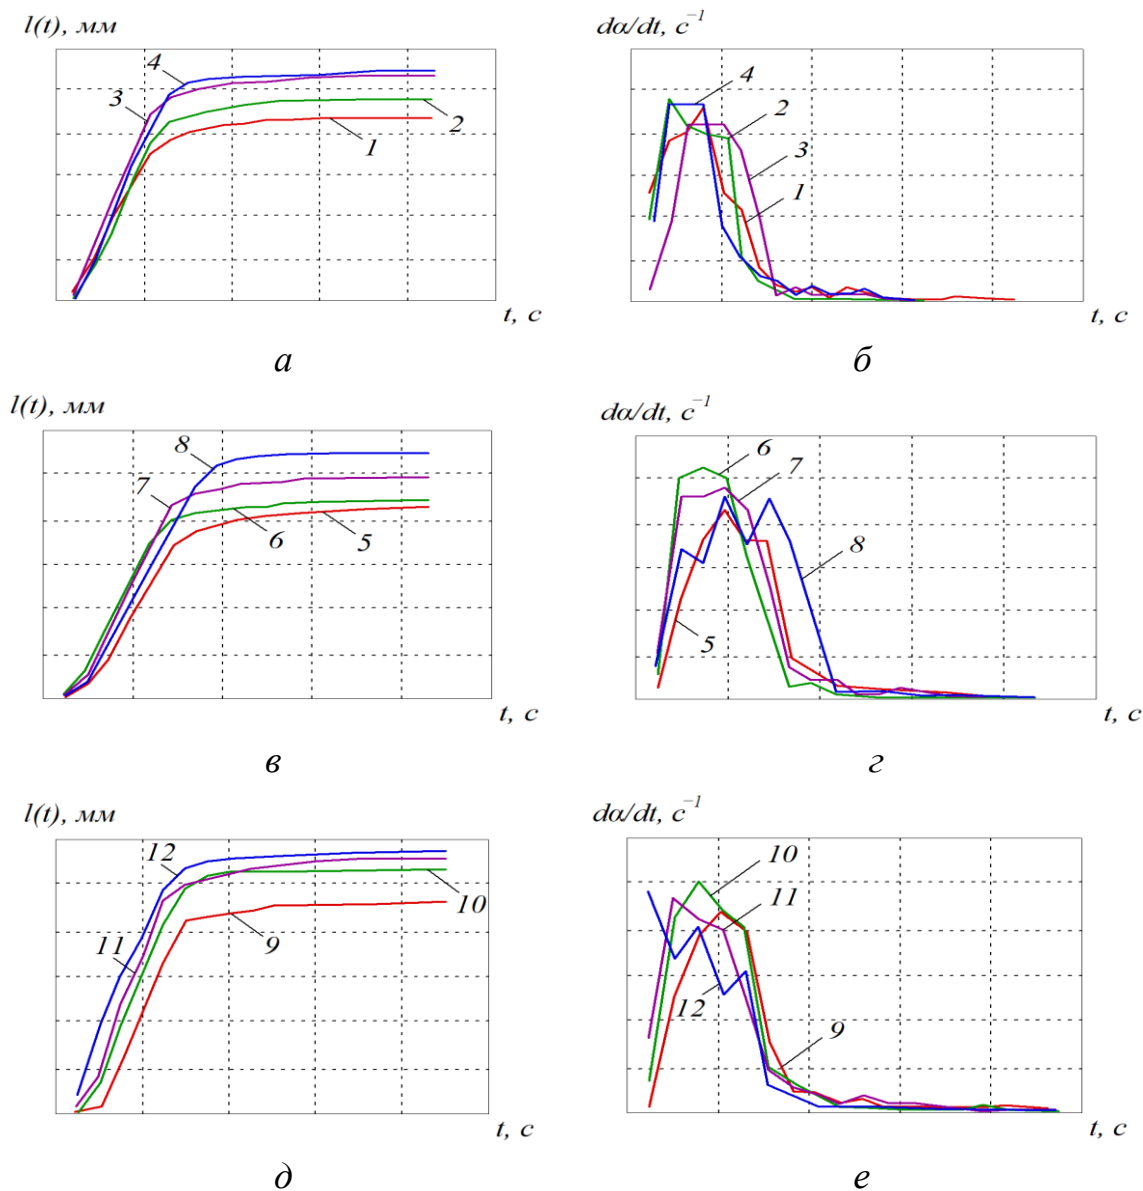 l(t), мм
dα/dt, c⁻¹
4
3
1
2
4
2
3
1
t, c
t, c
а
б
l(t), мм
dα/dt, c⁻¹
8
7
6
5
6
7
8
5
t, c
t, c
в
г
l(t), мм
dα/dt, c⁻¹
12
11
10
9
10
11
12
9
t, c
t, c
д
е